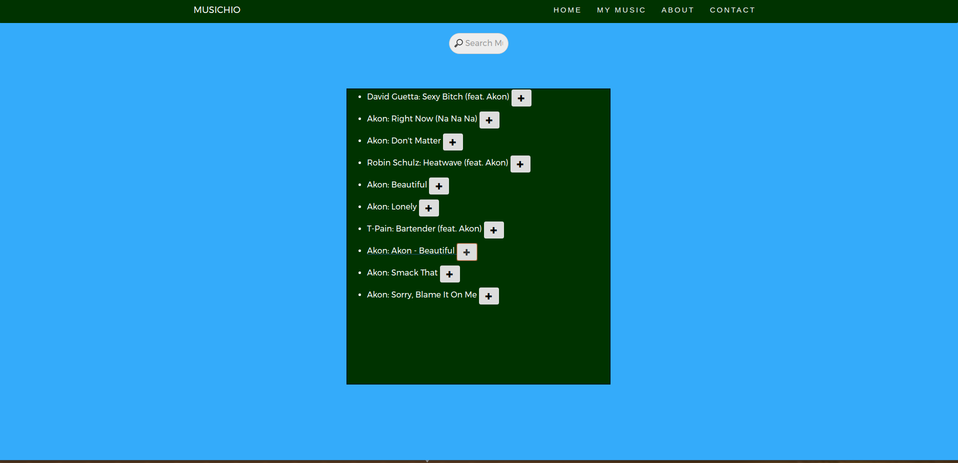 MUSICHIO
HOME MY MUSIC ABOUT CONTACT
Search M
David Guetta: Sexy Bitch (feat. Akon) +
Akon: Right Now (Na Na Na) +
Akon: Don't Matter +
Robin Schulz: Heatwave (feat. Akon) +
Akon: Beautiful +
Akon: Lonely +
T-Pain: Bartender (feat. Akon) +
Akon: Akon - Beautiful +
Akon: Smack That +
Akon: Sorry, Blame It On Me +